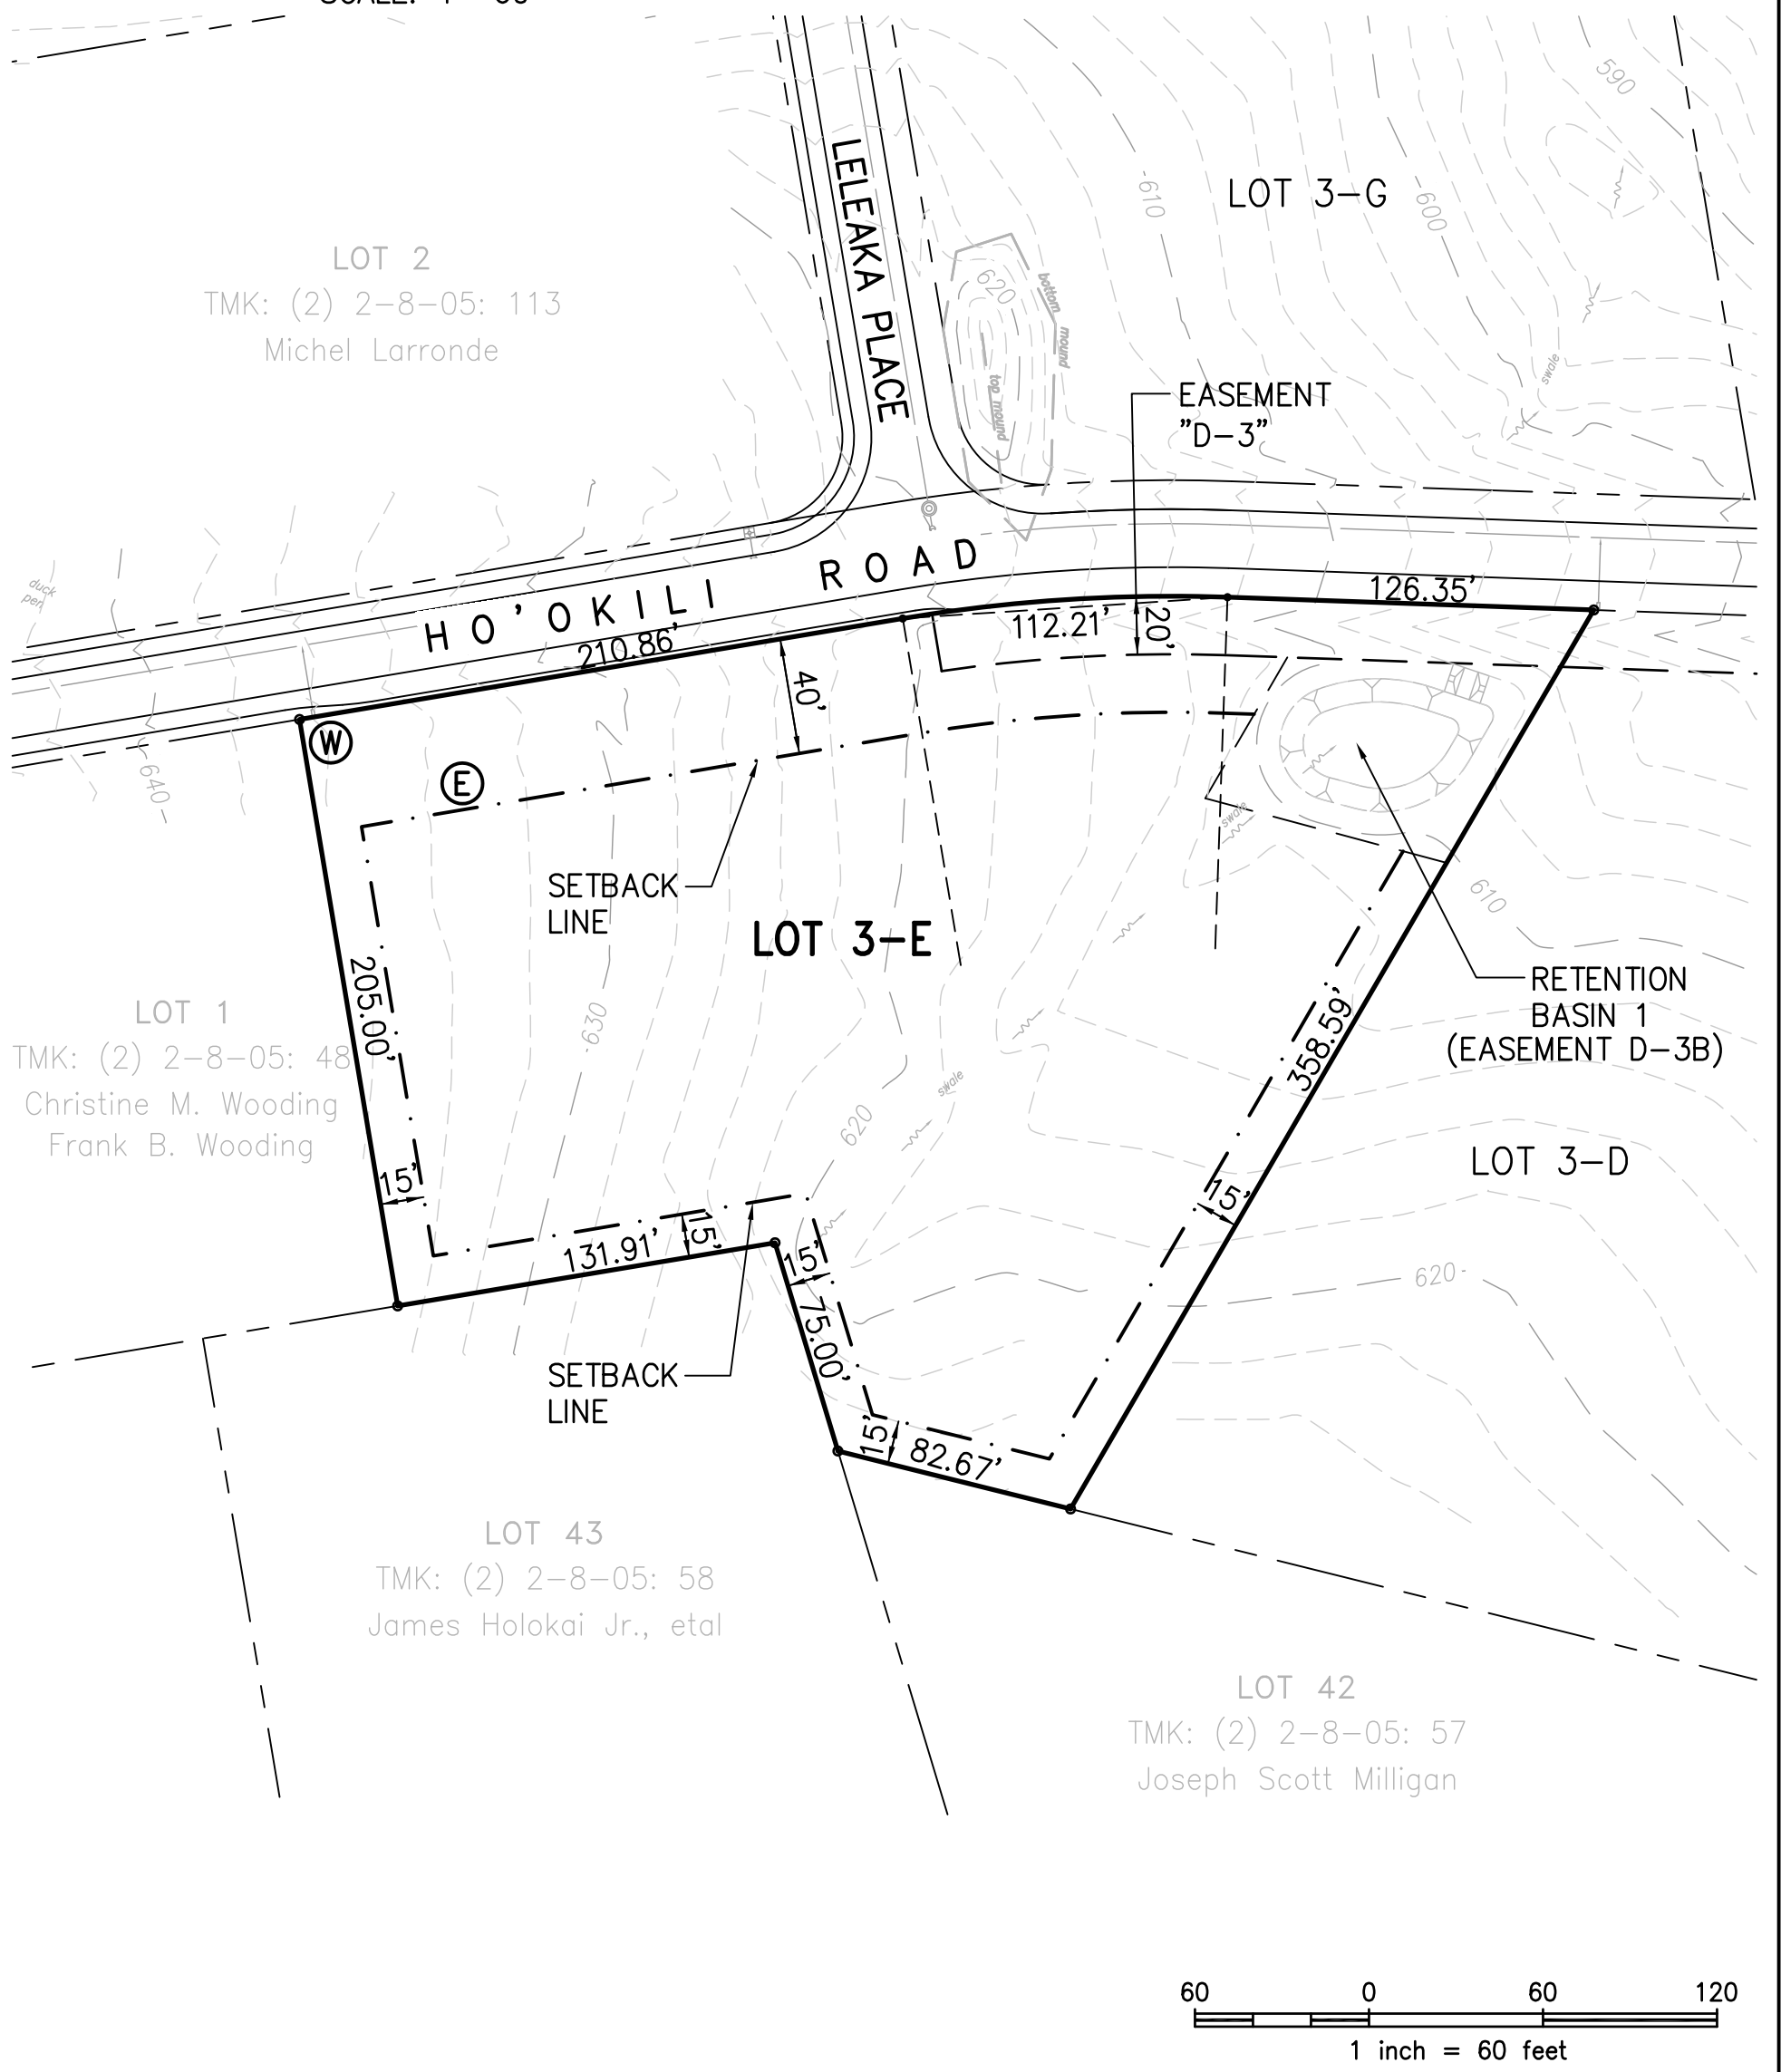 LELEAKA PLACE
590
LOT 3-G
610
600
LOT 2
TMK: (2) 2-8-05: 113
Michel Larronde
620
bottom mound
top mound
swale
EASEMENT
"D-3"
HO'OKILI ROAD
duck
pen
210.86'
112.21'
20'
126.35'
40'
W
E
640
SETBACK
LINE
LOT 3-E
swale
610
RETENTION
BASIN 1
(EASEMENT D-3B)
205.00'
LOT 1
TMK: (2) 2-8-05: 48
Christine M. Wooding
Frank B. Wooding
630
358.59'
swale
620
LOT 3-D
15'
15'
131.91'
15'
15'
75.00'
620
SETBACK
LINE
15'
82.67'
LOT 43
TMK: (2) 2-8-05: 58
James Holokai Jr., etal
LOT 42
TMK: (2) 2-8-05: 57
Joseph Scott Milligan
60 0 60 120
1 inch = 60 feet